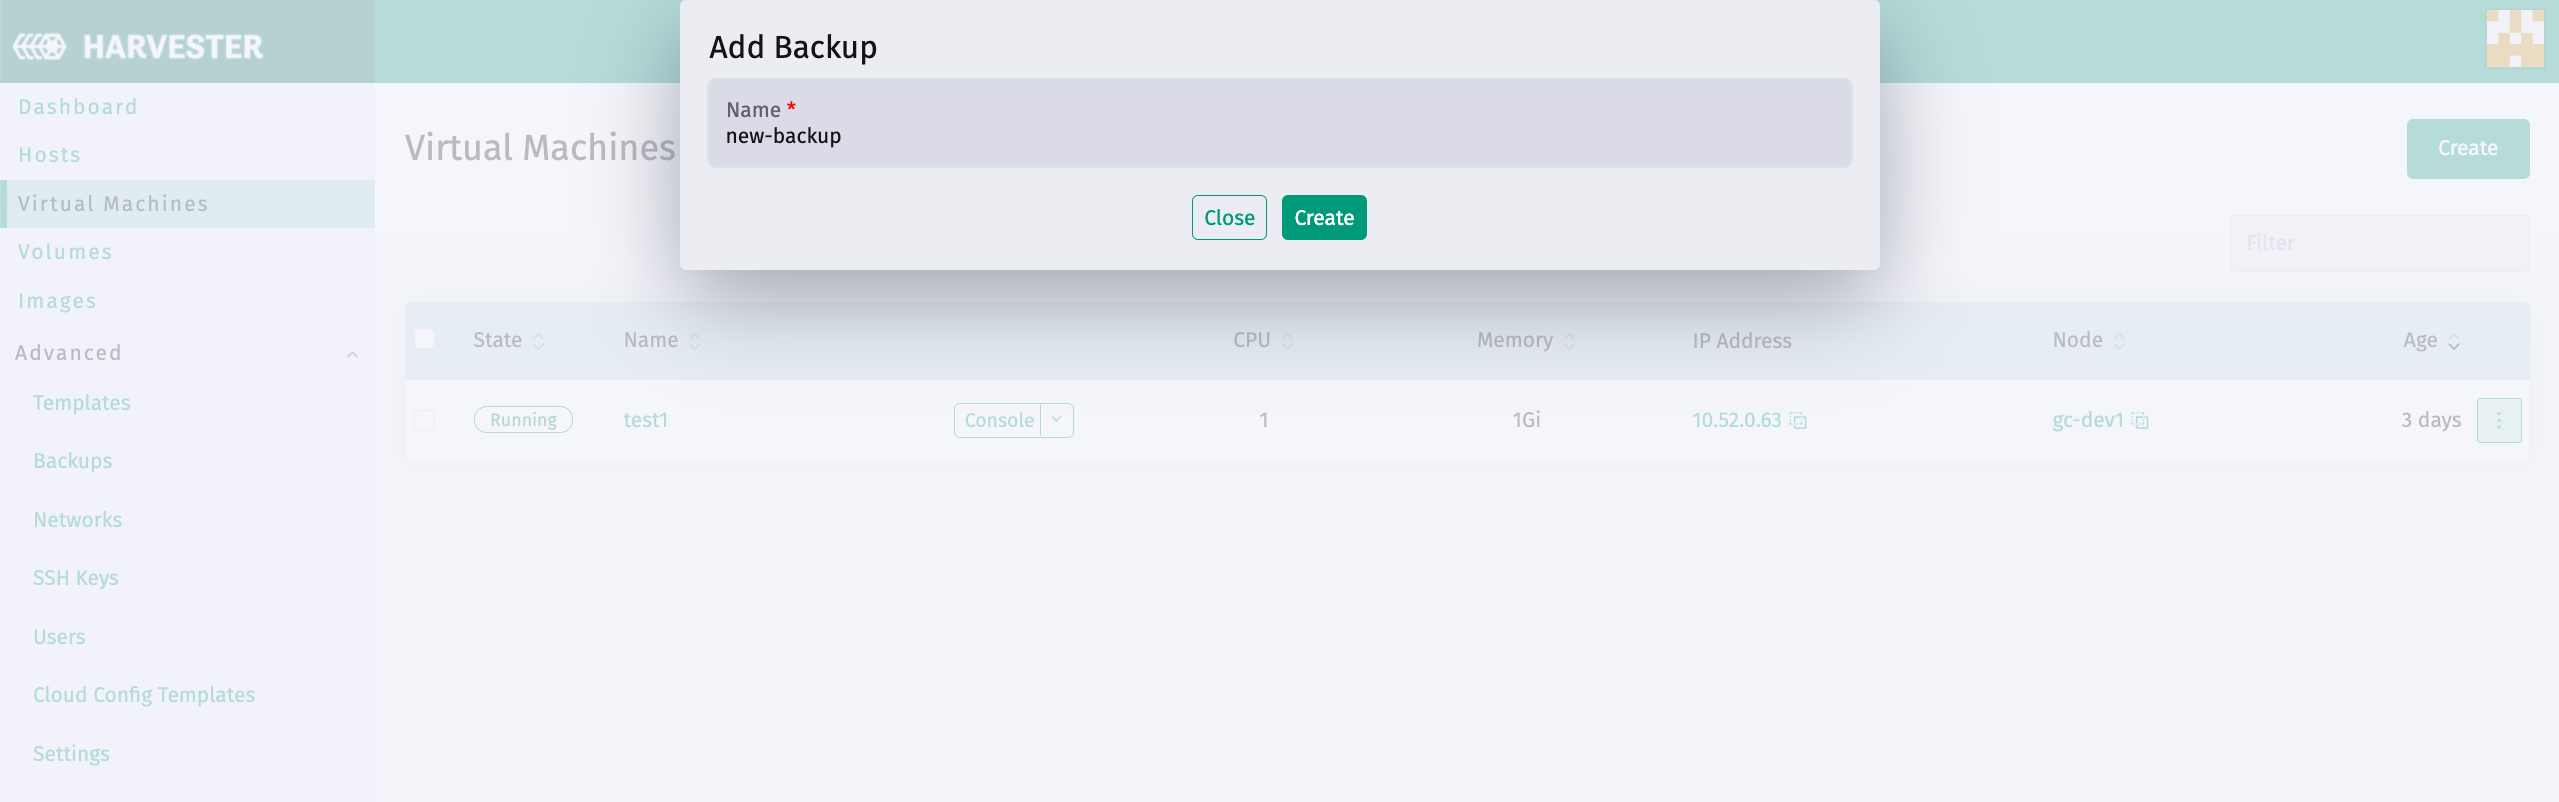 HARVESTER
Dashboard
Hosts
Virtual Machines
Volumes
Images
Advanced
Templates
Backups
Networks
SSH Keys
Users
Cloud Config Templates
Settings
Add Backup
Name *
new-backup
Close Create
Virtual Machines
Create
Filter
State Name CPU Memory IP Address Node Age
Running test1 Console 1 1Gi 10.52.0.63 gc-dev1 3 days